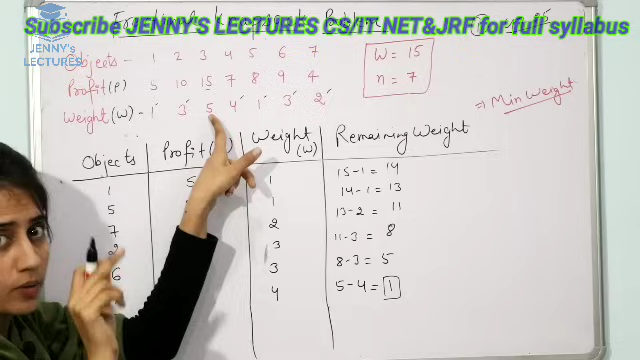 Fractional Knapsack Problem
Subscribe JENNY'S LECTURES CS/IT NET&JRF for full syllabus
JENNY'S
LECTURES
Objects - 1 2 3 4 5 6 7
Profit(P) 5 10 15 7 8 9 4
Weight(W) - 1 3 5 4 1 3 2
W = 15
n = 7
⇒ Min Weight
Objects Profit( Weight (W) Remaining Weight
1 5 1 15-1 = 14
5 1 14-1 = 13
7 2 13-2 = 11
2 3 11-3 = 8
6 3 8-3 = 5
4 5-4 = 1